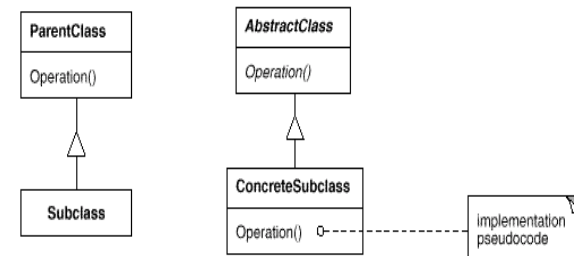 ParentClass
Operation()
Subclass
AbstractClass
Operation()
ConcreteSubclass
Operation()
implementation
pseudocode